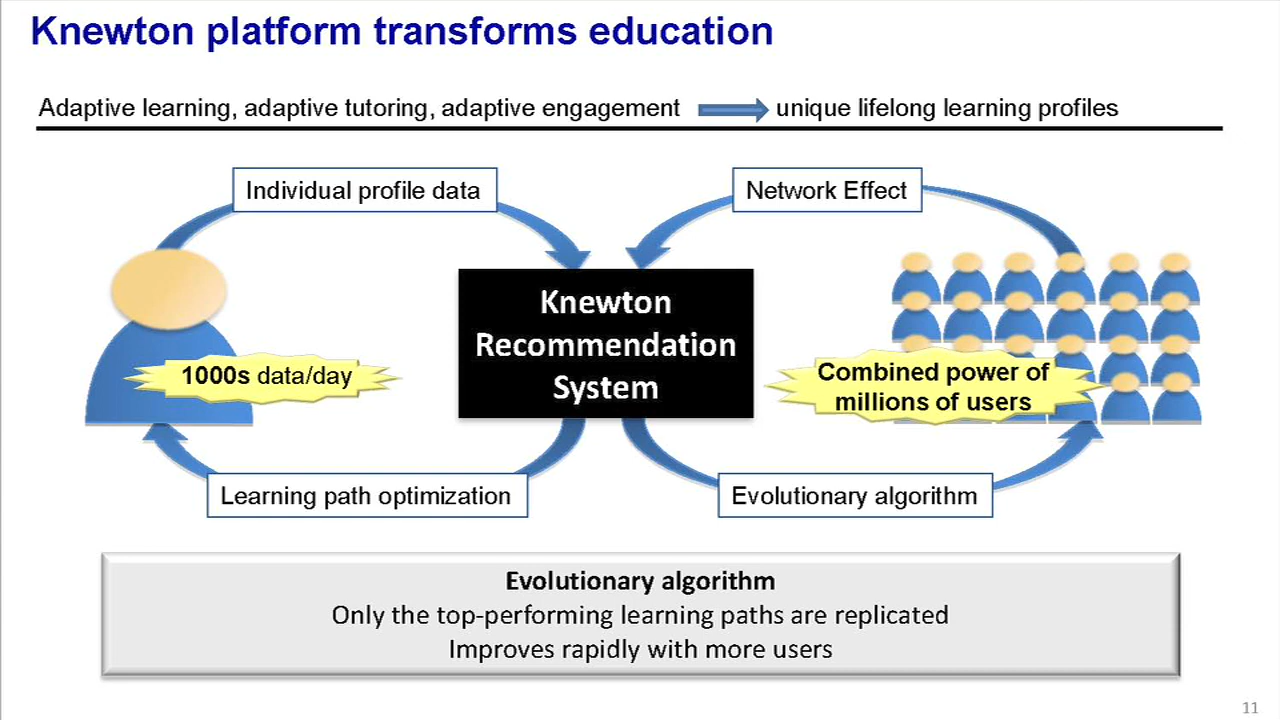 Knewton platform transforms education
Adaptive learning, adaptive tutoring, adaptive engagement unique lifelong learning profiles
Individual profile data
Network Effect
Knewton
Recommendation
System
1000s data/day
Combined power of
millions of users
Learning path optimization
Evolutionary algorithm
Evolutionary algorithm
Only the top-performing learning paths are replicated
Improves rapidly with more users
11